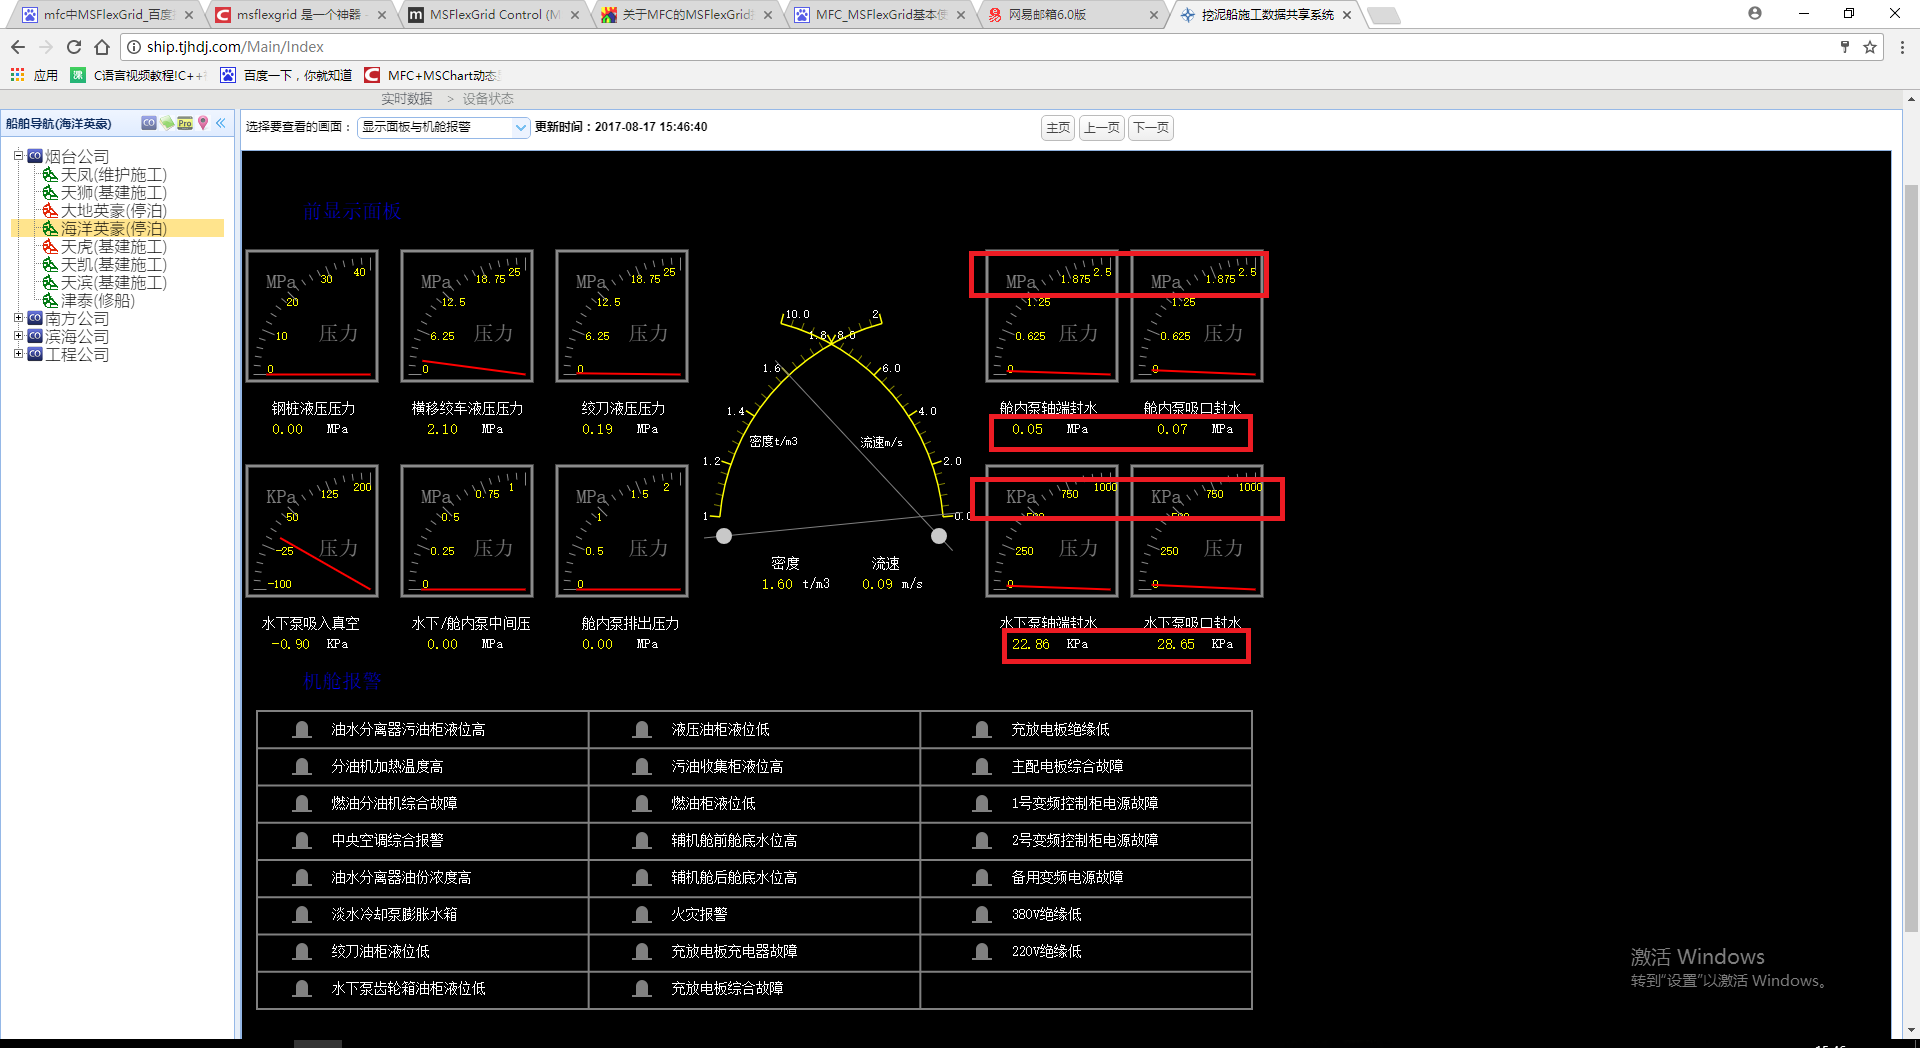 mfc中MSFlexGrid_百度
msflexgrid 是一个神器
MSFlexGrid Control (M
关于MFC的MSFlexGrid
MFC_MSFlexGrid基本使
网易邮箱6.0版
挖泥船施工数据共享系统
ship.tjhdj.com/Main/Index
应用
C语言视频教程!C++
百度一下，你就知道
MFC+MSChart动态
实时数据 > 设备状态
船舶导航(海洋英豪)
CO
Pro
选择要查看的画面：
显示面板与机舱报警
更新时间：2017-08-17 15:46:40
主页
上一页
下一页
烟台公司
天凤(维护施工)
天狮(基建施工)
大地英豪(停泊)
海洋英豪(停泊)
天虎(基建施工)
天凯(基建施工)
天滨(基建施工)
津泰(修船)
南方公司
滨海公司
工程公司
前显示面板
MPa 压力 0 10 20 30 40
钢桩液压压力
0.00 MPa
MPa 压力 0 6.25 12.5 18.75 25
横移绞车液压压力
2.10 MPa
MPa 压力 0 6.25 12.5 18.75 25
绞刀液压压力
0.19 MPa
10.0 2
1.8 8.0
1.6 6.0
1.4 4.0
密度t/m3 流速m/s
1.2 2.0
1 0.0
密度 流速
1.60 t/m3 0.09 m/s
MPa 压力 0 0.625 1.25 1.875 2.5
舱内泵轴端封水
0.05 MPa
MPa 压力 0 0.625 1.25 1.875 2.5
舱内泵吸口封水
0.07 MPa
KPa 压力 -100 -25 50 125 200
水下泵吸入真空
-0.90 KPa
MPa 压力 0 0.25 0.5 0.75 1
水下/舱内泵中间压
0.00 MPa
MPa 压力 0 0.5 1 1.5 2
舱内泵排出压力
0.00 MPa
KPa 压力 0 250 500 750 1000
水下泵轴端封水
22.86 KPa
KPa 压力 0 250 500 750 1000
水下泵吸口封水
28.65 KPa
机舱报警
油水分离器污油柜液位高 液压油柜液位低 充放电板绝缘低
分油机加热温度高 污油收集柜液位高 主配电板综合故障
燃油分油机综合故障 燃油柜液位低 1号变频控制柜电源故障
中央空调综合报警 辅机舱前舱底水位高 2号变频控制柜电源故障
油水分离器油份浓度高 辅机舱后舱底水位高 备用变频电源故障
淡水冷却泵膨胀水箱 火灾报警 380V绝缘低
绞刀油柜液位低 充放电板充电器故障 220V绝缘低
水下泵齿轮箱油柜液位低 充放电板综合故障
激活 Windows
转到"设置"以激活 Windows。